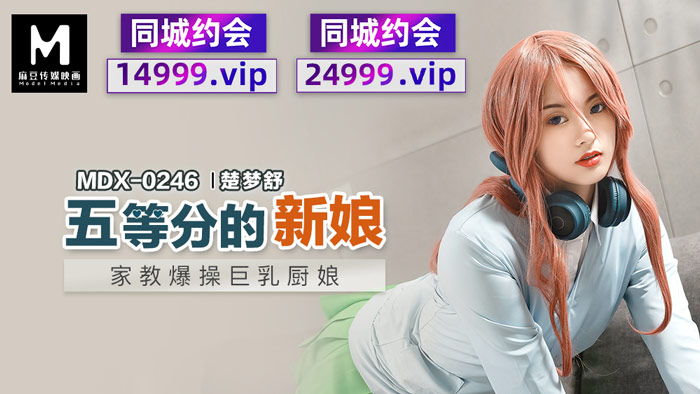 M
麻豆传媒映画
Model Media
同城约会
14999.vip
同城约会
24999.vip
MDX-0246 | 楚梦舒
五等分的新娘
家教爆操巨乳厨娘